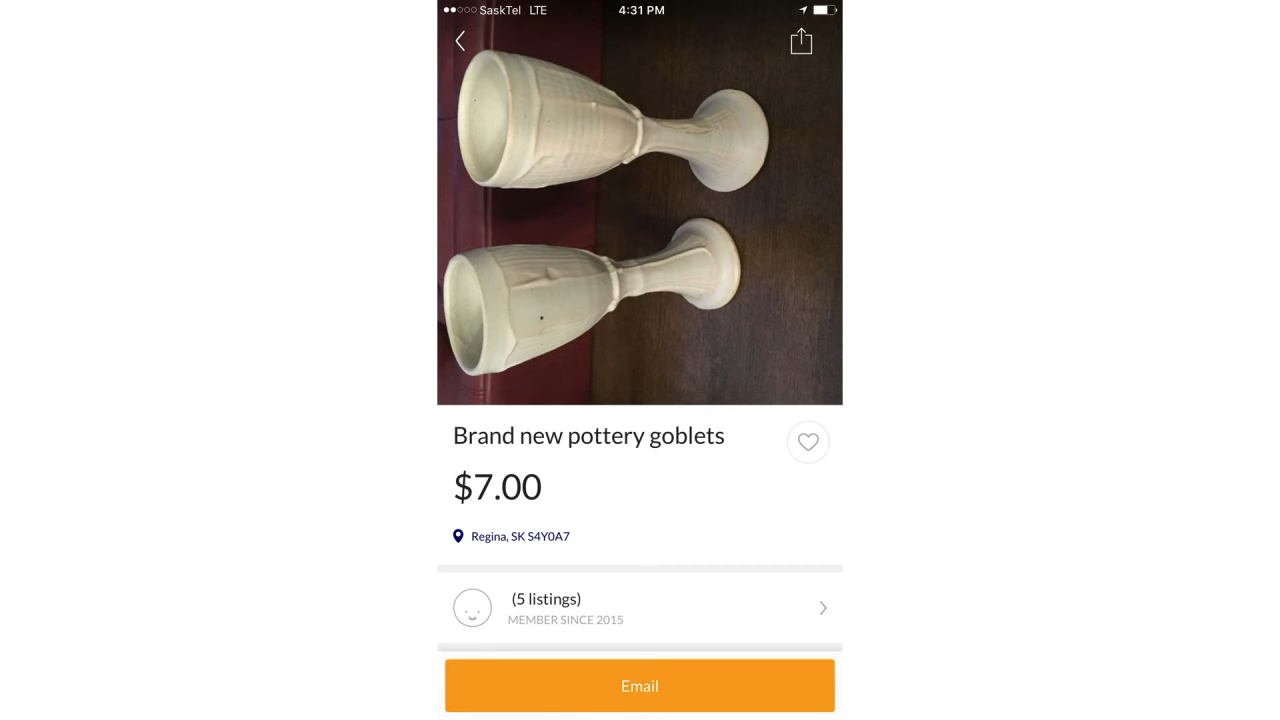 SaskTel LTE 4:31 PM
Brand new pottery goblets
$7.00
Regina, SK S4Y0A7
(5 listings)
MEMBER SINCE 2015
Email